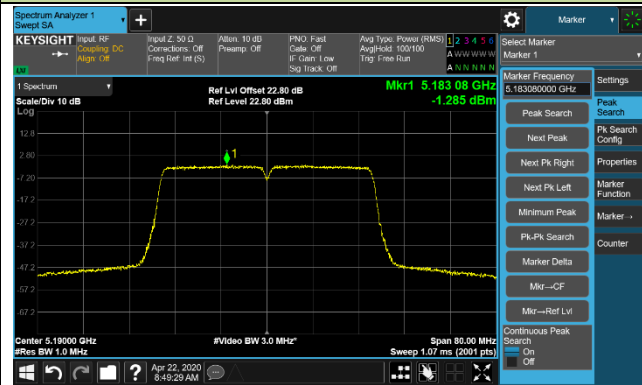 Spectrum Analyzer 1
Swept SA
Marker
KEYSIGHT
Input: RF
Coupling: DC
Align: Off
Input Z: 50 Ω
Corrections: Off
Freq Ref: Int (S)
Atten: 10 dB
Preamp: Off
PNO: Fast
Gate: Off
IF Gain: Low
Sig Track: Off
Avg Type: Power (RMS)
Avg|Hold: 100/100
Trig: Free Run
1 2 3 4 5 6
A W W W W W
A N N N N N
LNI
Select Marker
Marker 1
1 Spectrum
Scale/Div 10 dB
Log
Ref Lvl Offset 22.80 dB
Ref Level 22.80 dBm
Mkr1 5.183 08 GHz
-1.285 dBm
12.8
2.80
-7.20
-17.2
-27.2
-37.2
-47.2
-57.2
-67.2
1
Center 5.19000 GHz
#Res BW 1.0 MHz
#Video BW 3.0 MHz*
Span 80.00 MHz
Sweep 1.07 ms (2001 pts)
Marker Frequency
5.183080000 GHz
Peak Search
Next Peak
Next Pk Right
Next Pk Left
Minimum Peak
Pk-Pk Search
Marker Delta
Mkr→CF
Mkr→Ref Lvl
Continuous Peak
Search
On
Off
Settings
Peak
Search
Pk Search
Config
Properties
Marker
Function
Marker→
Counter
Apr 22, 2020
8:49:29 AM